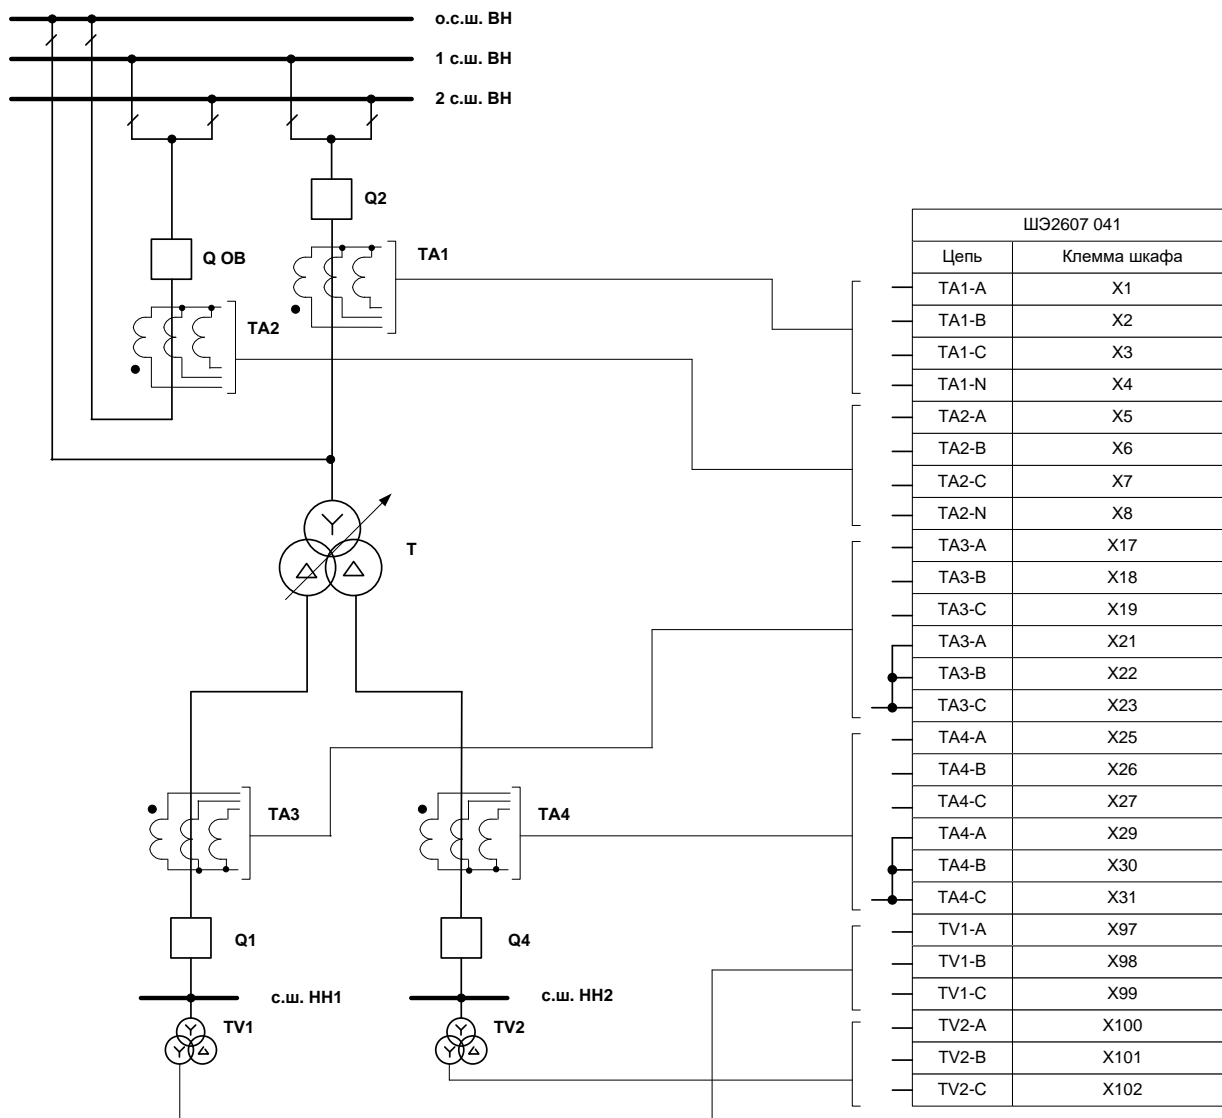 о.с.ш. ВН
1 с.ш. ВН
2 с.ш. ВН
Q2
Q ОВ
TA1
TA2
T
TA3
TA4
Q1
Q4
с.ш. НН1
с.ш. НН2
TV1
TV2
ШЭ2607 041
Цепь Клемма шкафа
TA1-A X1
TA1-B X2
TA1-C X3
TA1-N X4
TA2-A X5
TA2-B X6
TA2-C X7
TA2-N X8
TA3-A X17
TA3-B X18
TA3-C X19
TA3-A X21
TA3-B X22
TA3-C X23
TA4-A X25
TA4-B X26
TA4-C X27
TA4-A X29
TA4-B X30
TA4-C X31
TV1-A X97
TV1-B X98
TV1-C X99
TV2-A X100
TV2-B X101
TV2-C X102